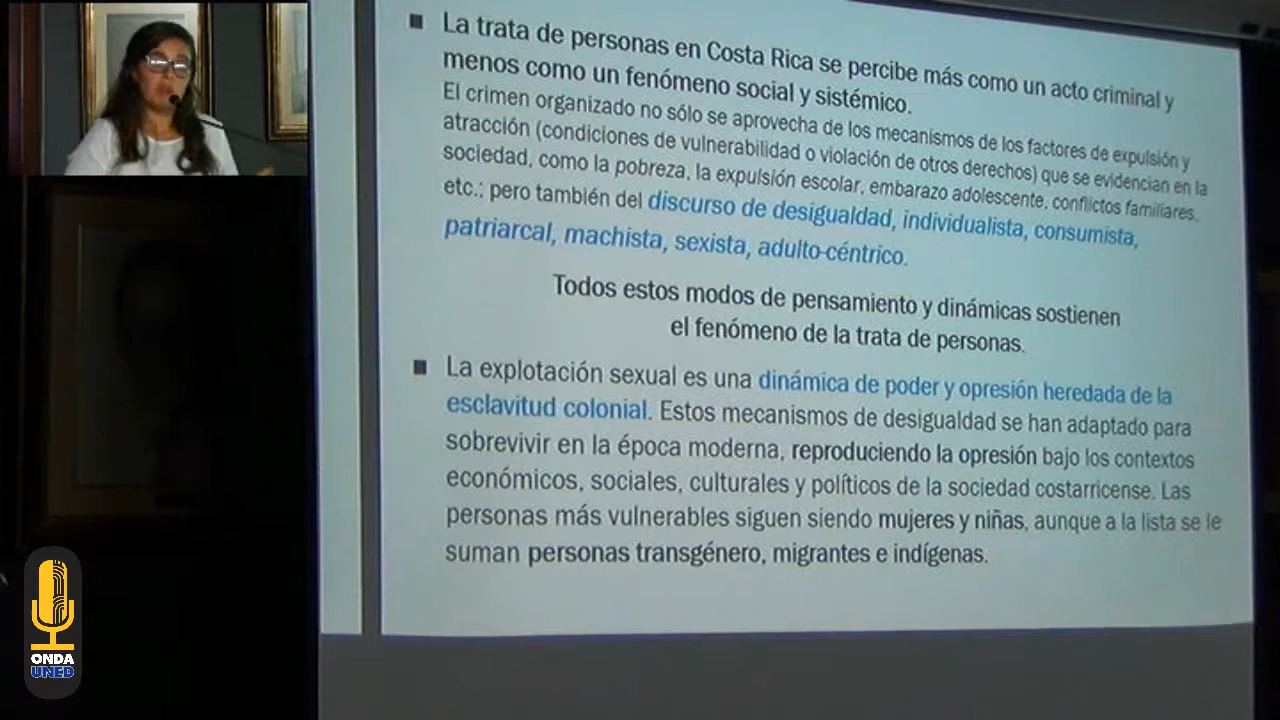 La trata de personas en Costa Rica se percibe más como un acto criminal y
menos como un fenómeno social y sistémico.
El crimen organizado no sólo se aprovecha de los mecanismos de los factores de expulsión y
atracción (condiciones de vulnerabilidad o violación de otros derechos) que se evidencian en la
sociedad, como la pobreza, la expulsión escolar, embarazo adolescente, conflictos familiares,
etc.; pero también del discurso de desigualdad, individualista, consumista,
patriarcal, machista, sexista, adulto-céntrico.
Todos estos modos de pensamiento y dinámicas sostienen
el fenómeno de la trata de personas.
La explotación sexual es una dinámica de poder y opresión heredada de la
esclavitud colonial. Estos mecanismos de desigualdad se han adaptado para
sobrevivir en la época moderna, reproduciendo la opresión bajo los contextos
económicos, sociales, culturales y políticos de la sociedad costarricense. Las
personas más vulnerables siguen siendo mujeres y niñas, aunque a la lista se le
suman personas transgénero, migrantes e indígenas.
ONDA
UNED